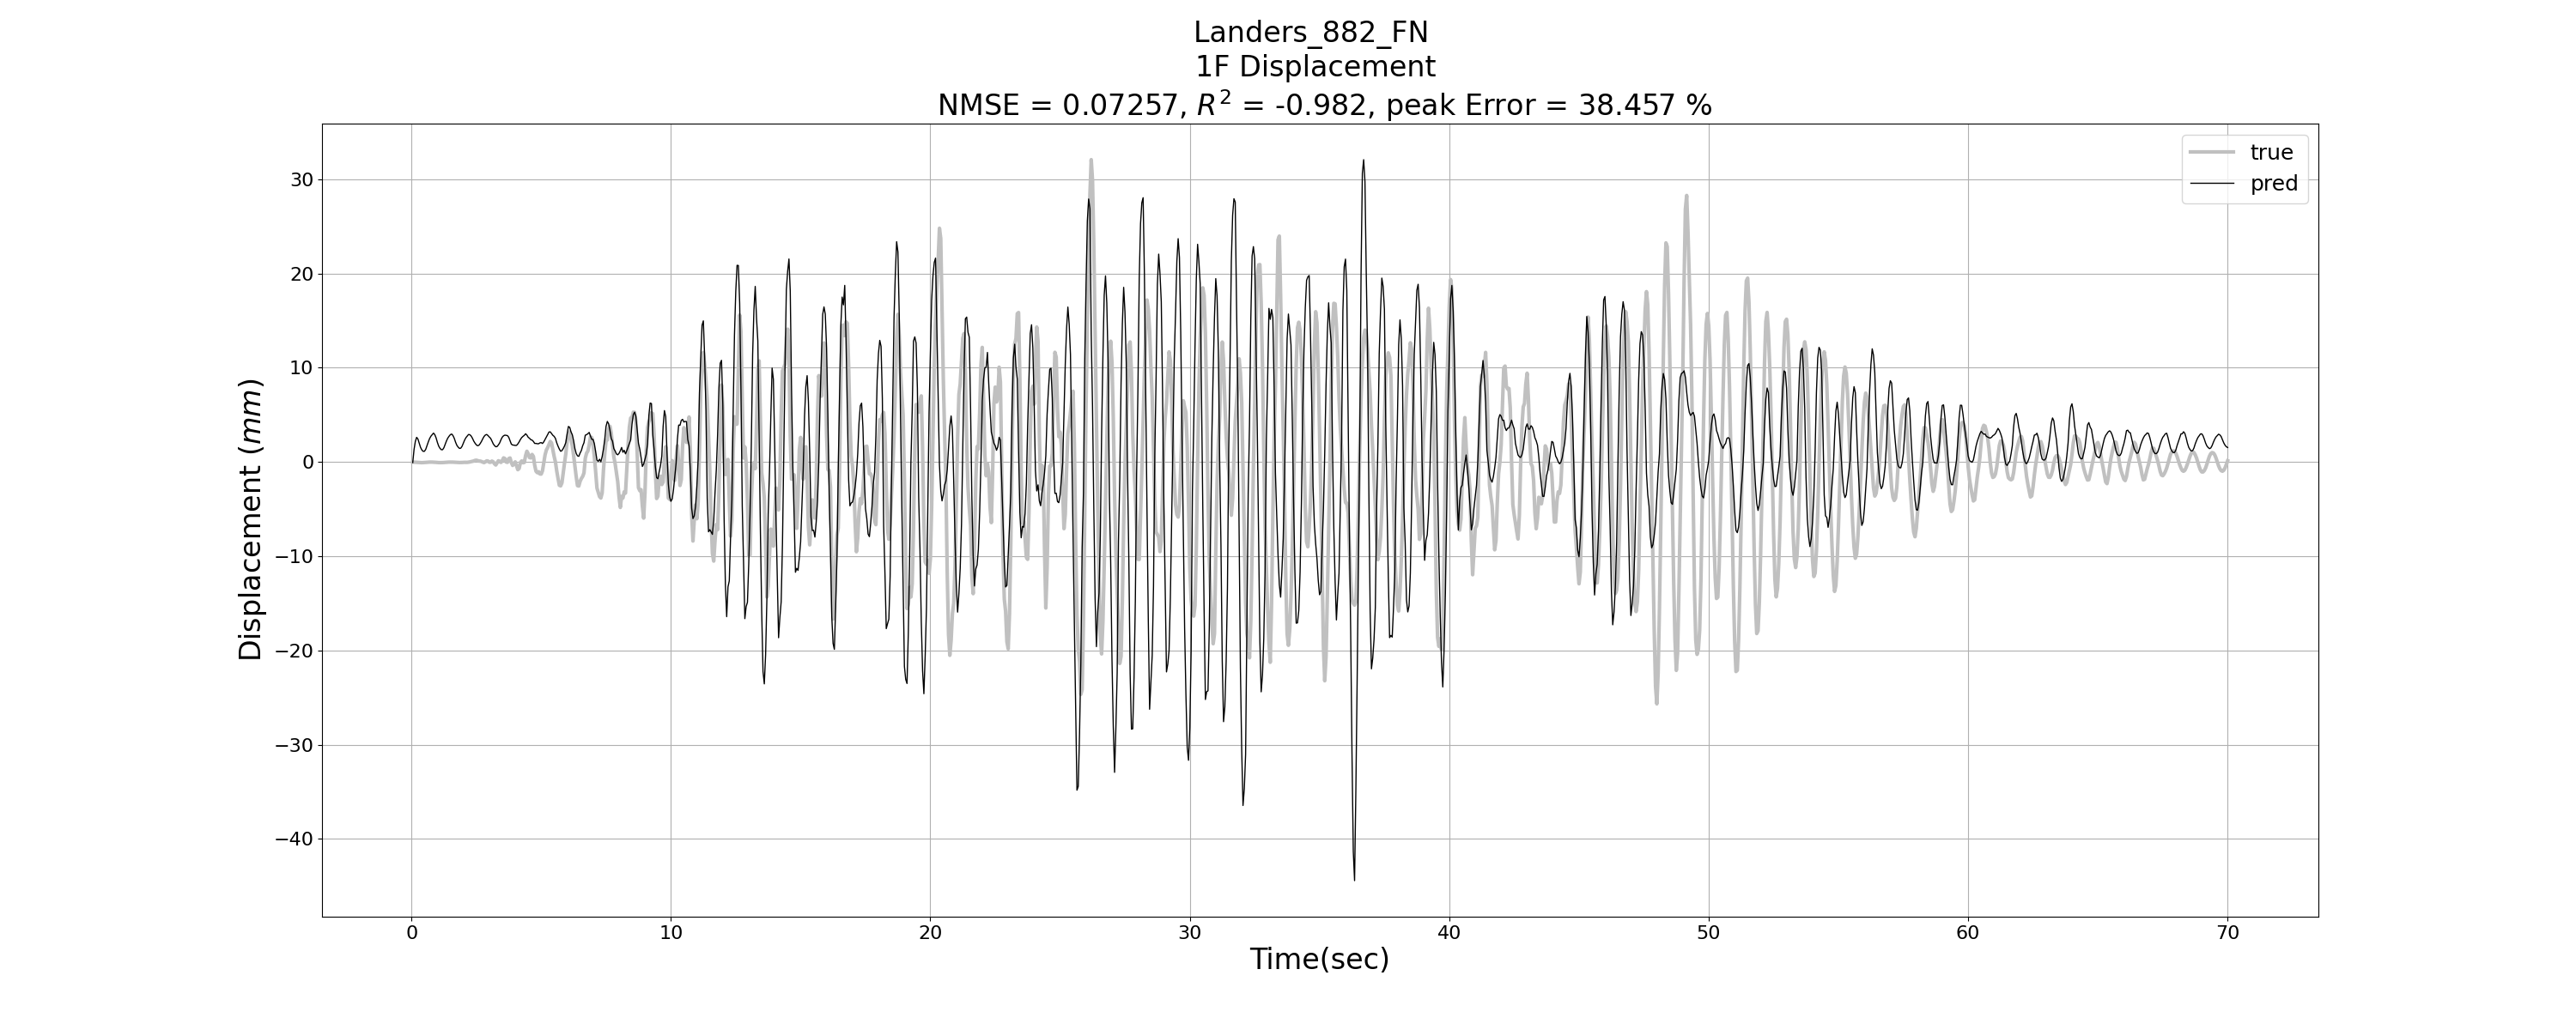 Landers_882_FN
1F Displacement
NMSE = 0.07257, R² = -0.982, peak Error = 38.457 %
true
pred
30
20
10
0
−10
−20
−30
−40
Displacement (mm)
0 10 20 30 40 50 60 70
Time(sec)